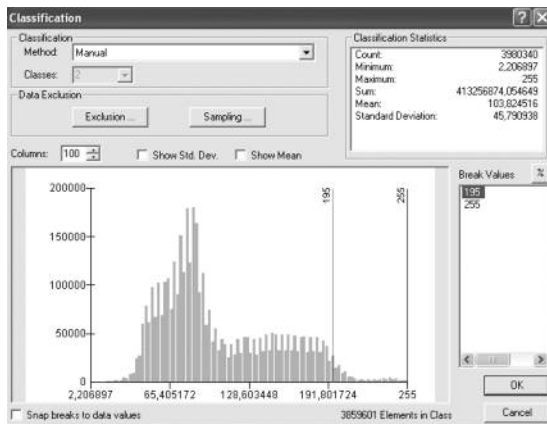 Classification
Classification
Method: Manual
Classes: 2
Data Exclusion
Exclusion ...
Sampling ...
Classification Statistics
Count: 3980340
Minimum: 2,206897
Maximum: 255
Sum: 413256874,054649
Mean: 103,824516
Standard Deviation: 45,790938
Columns: 100
Show Std. Dev.
Show Mean
Break Values
%
195
255
200000
150000
100000
50000
0
195
255
2,206897
65,405172
128,603448
191,801724
255
OK
Snap breaks to data values
3859601 Elements in Class
Cancel